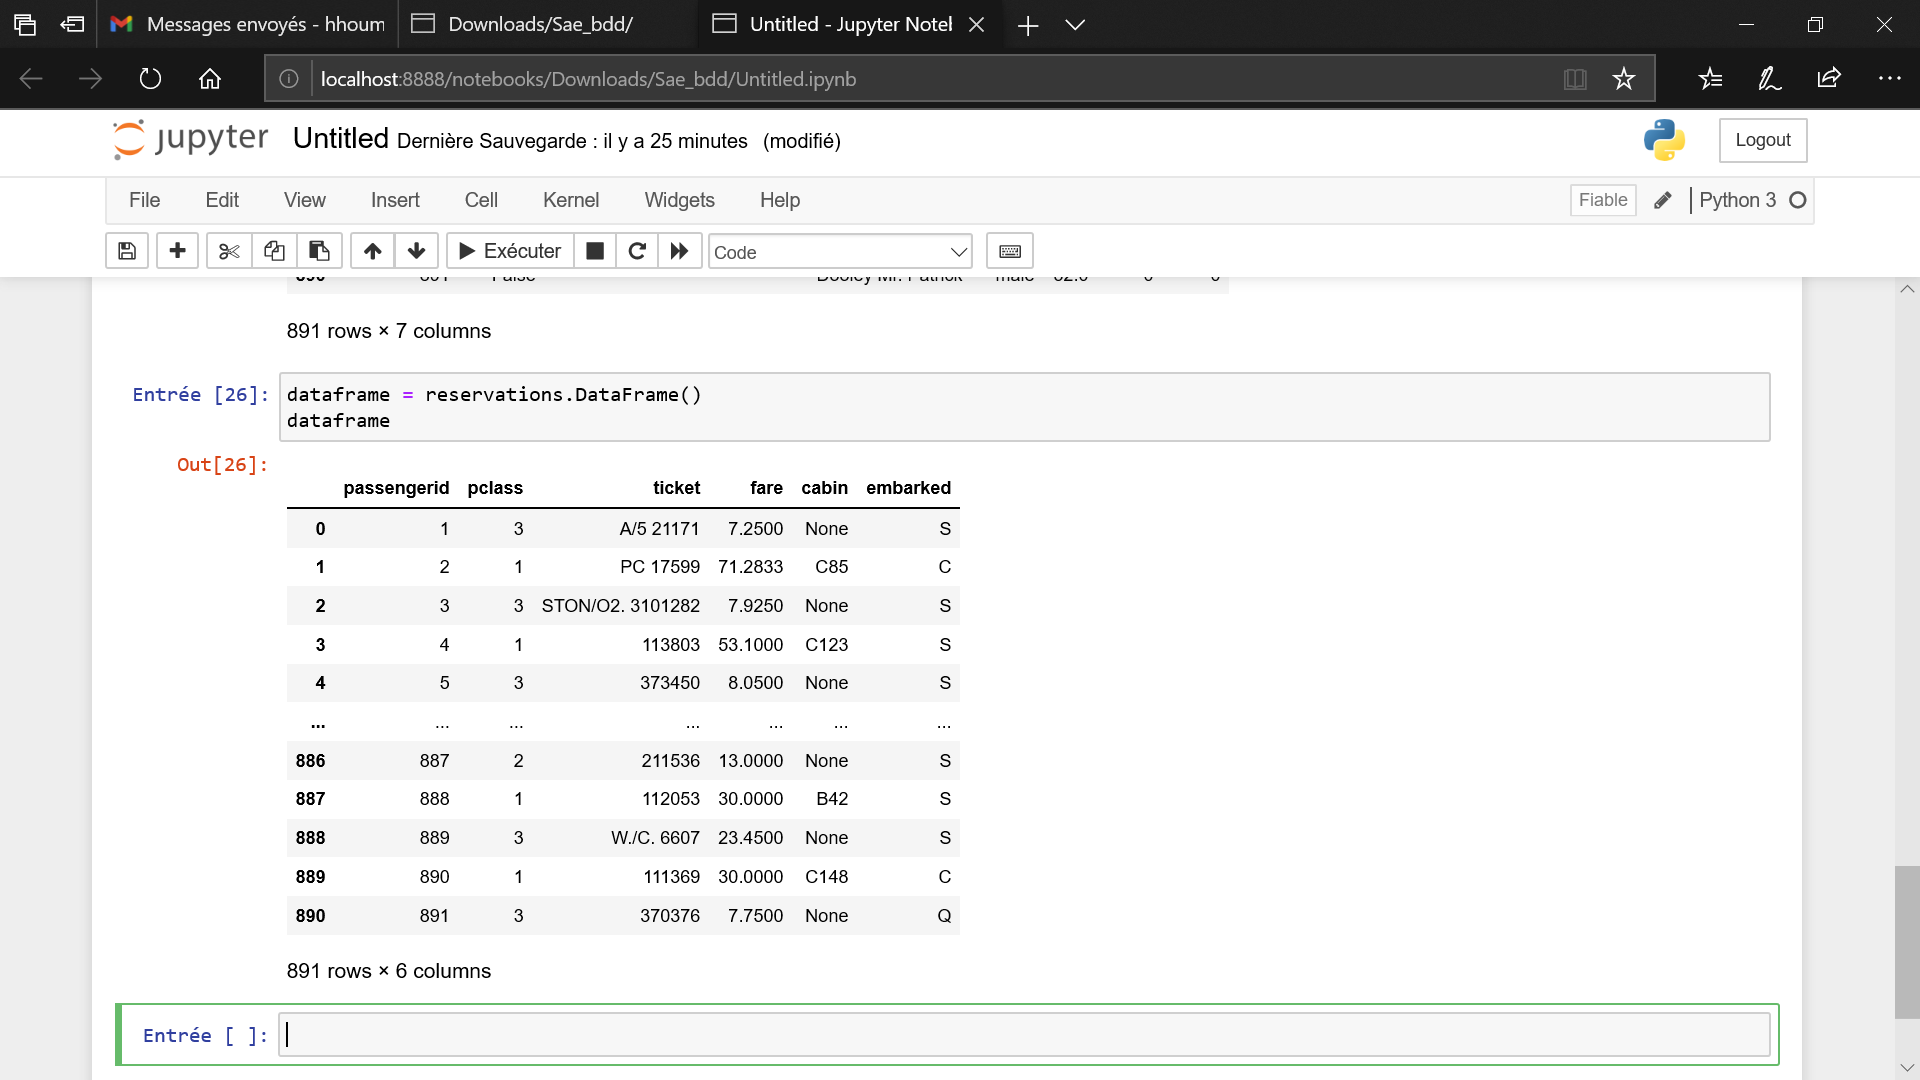 Messages envoyés - hhoum
Downloads/Sae_bdd/
Untitled - Jupyter Notel
localhost:8888/notebooks/Downloads/Sae_bdd/Untitled.ipynb
jupyter Untitled Dernière Sauvegarde : il y a 25 minutes (modifié)
Logout
File Edit View Insert Cell Kernel Widgets Help
Fiable Python 3
Exécuter Code
891 rows × 7 columns
Entrée [26]: dataframe = reservations.DataFrame()
dataframe
Out[26]:
passengerid pclass ticket fare cabin embarked
0 1 3 A/5 21171 7.2500 None S
1 2 1 PC 17599 71.2833 C85 C
2 3 3 STON/O2. 3101282 7.9250 None S
3 4 1 113803 53.1000 C123 S
4 5 3 373450 8.0500 None S
... ... ... ... ... ... ...
886 887 2 211536 13.0000 None S
887 888 1 112053 30.0000 B42 S
888 889 3 W./C. 6607 23.4500 None S
889 890 1 111369 30.0000 C148 C
890 891 3 370376 7.7500 None Q
891 rows × 6 columns
Entrée [ ]: